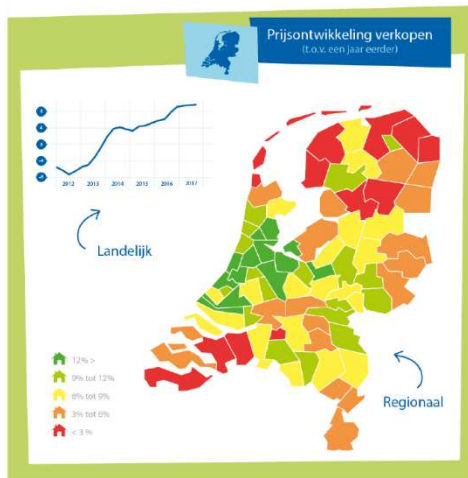 Prijsontwikkeling verkopen
(t.o.v. een jaar eerder)
2012 2013 2014 2015 2016 2017
Landelijk
12% >
9% tot 12%
6% tot 9%
3% tot 6%
< 3 %
Regionaal